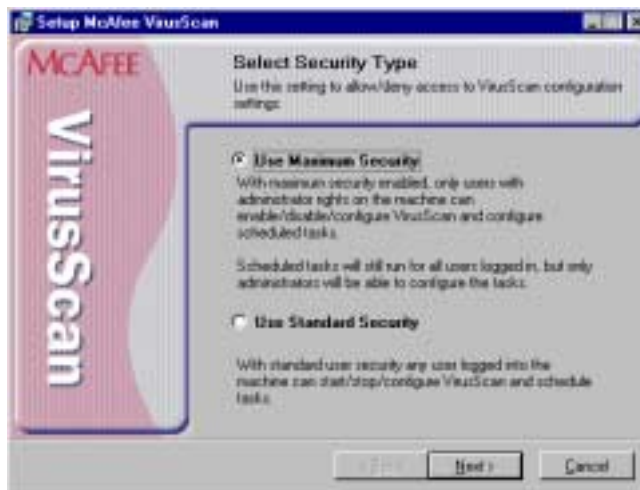 Setup McAfee VirusScan
McAFEE
VirusScan
Select Security Type
Use this setting to allow/deny access to VirusScan configuration
settings.
Use Maximum Security
With maximum security enabled, only users with
administrator rights on the machine can
enable/disable/configure VirusScan and configure
scheduled tasks.
Scheduled tasks will still run for all users logged in, but only
administrators will be able to configure the tasks.
Use Standard Security
With standard user security any user logged into the
machine can start/stop/configure VirusScan and schedule
tasks.
Next >
Cancel